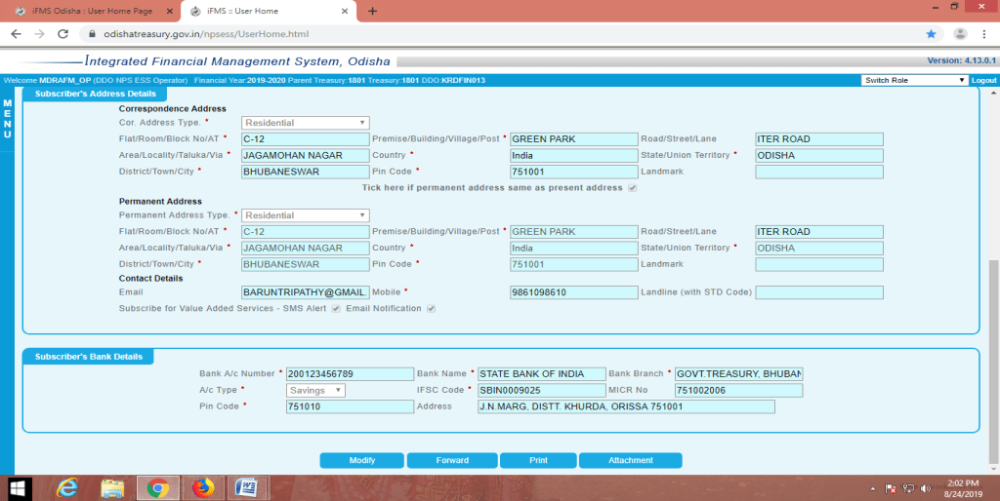 iFMS Odisha : User Home Page
iFMS :: User Home
odishatreasury.gov.in/npsess/UserHome.html
Integrated Financial Management System, Odisha
Version: 4.13.0.1
Welcome MDRAFM_OP (DDO NPS ESS Operator) Financial Year:2019-2020 Parent Treasury:1801 Treasury:1801 DDO:KRDFIN013
Switch Role
Logout
MENU
Subscriber's Address Details
Correspondence Address
Cor. Address Type. * Residential
Flat/Room/Block No/AT * C-12 Premise/Building/Village/Post * GREEN PARK Road/Street/Lane ITER ROAD
Area/Locality/Taluka/Via * JAGAMOHAN NAGAR Country * India State/Union Territory * ODISHA
District/Town/City * BHUBANESWAR Pin Code * 751001 Landmark
Tick here if permanent address same as present address
Permanent Address
Permanent Address Type. * Residential
Flat/Room/Block No/AT * C-12 Premise/Building/Village/Post * GREEN PARK Road/Street/Lane ITER ROAD
Area/Locality/Taluka/Via * JAGAMOHAN NAGAR Country * India State/Union Territory * ODISHA
District/Town/City * BHUBANESWAR Pin Code * 751001 Landmark
Contact Details
Email BARUNTRIPATHY@GMAIL. Mobile * 9861098610 Landline (with STD Code)
Subscribe for Value Added Services - SMS Alert Email Notification
Subscriber's Bank Details
Bank A/c Number * 200123456789 Bank Name * STATE BANK OF INDIA Bank Branch * GOVT.TREASURY, BHUBAN
A/c Type * Savings IFSC Code * SBIN0009025 MICR No 751002006
Pin Code * 751010 Address J.N.MARG, DISTT. KHURDA, ORISSA 751001
Modify Forward Print Attachment
2:02 PM
8/24/2019